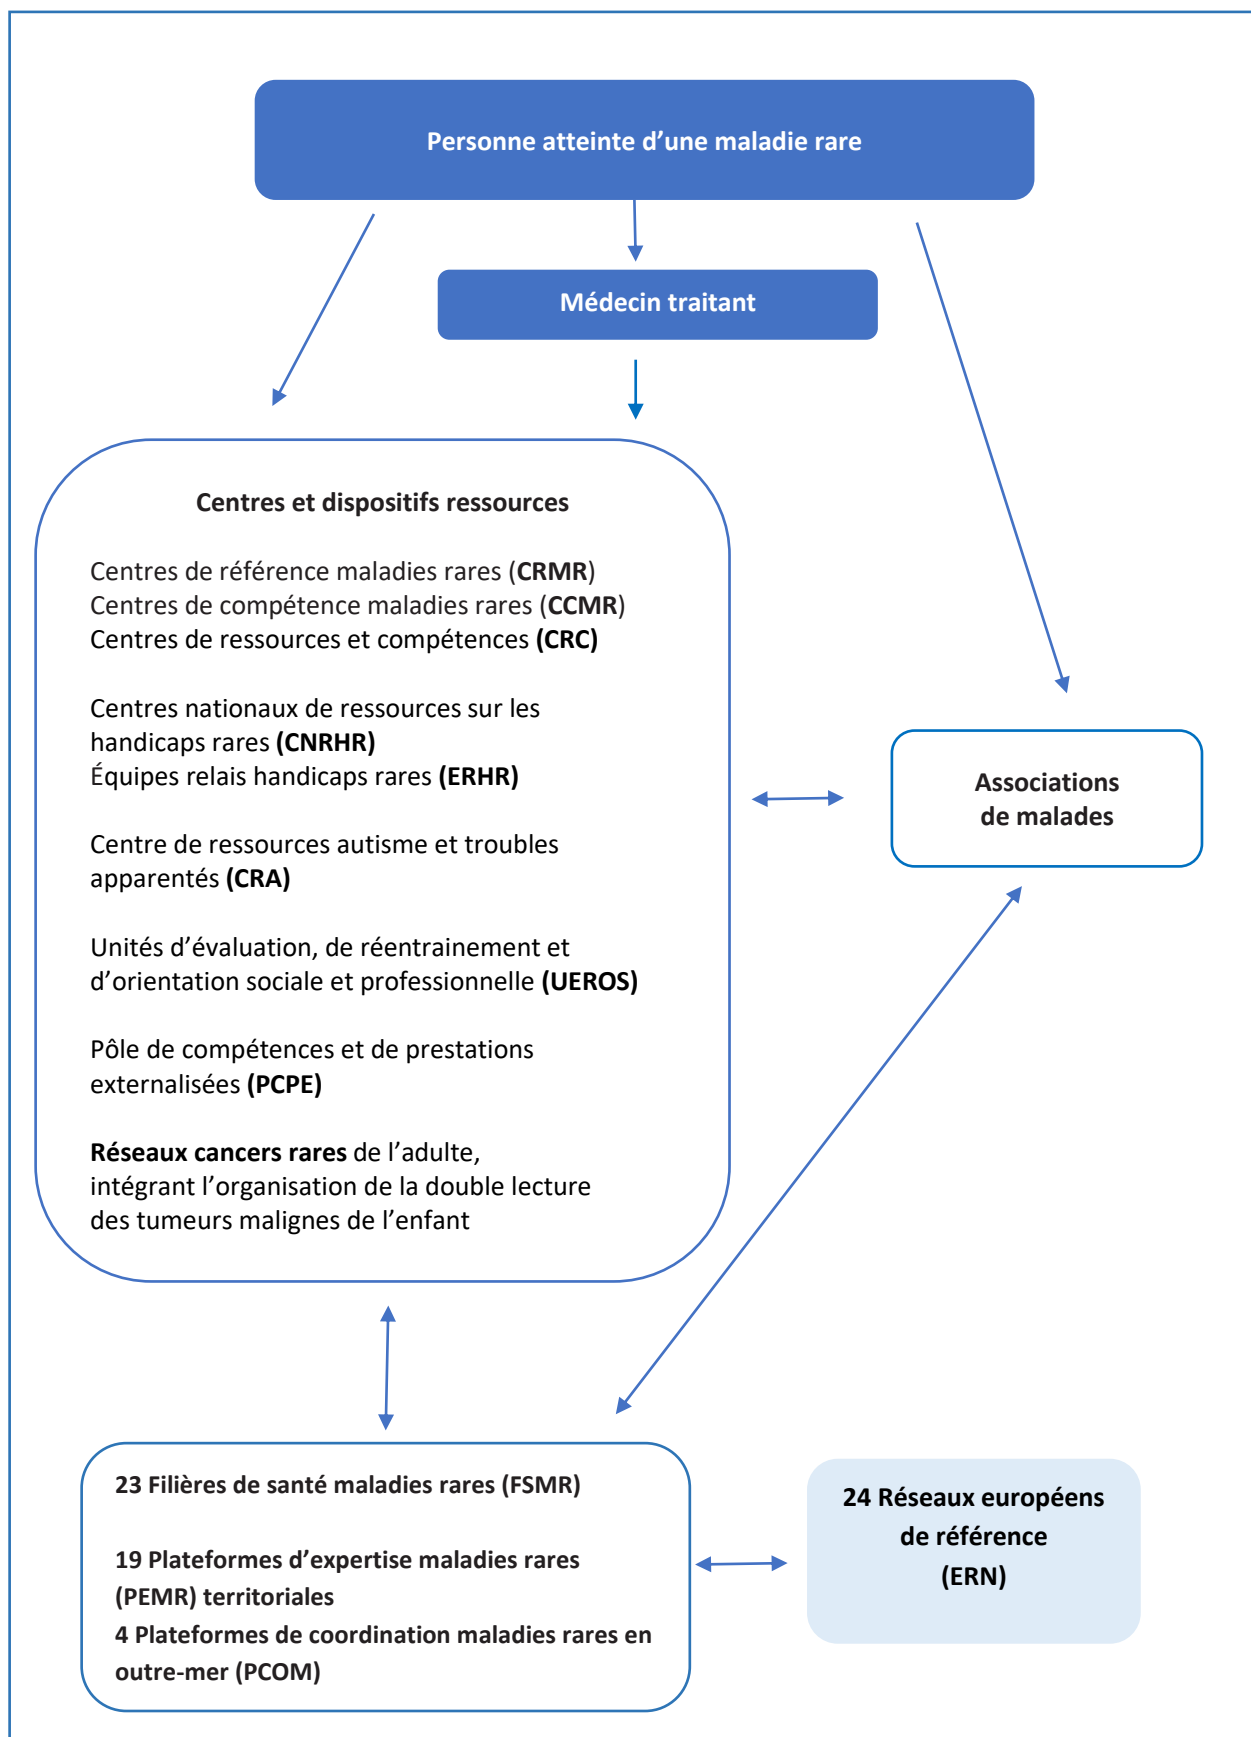 Personne atteinte d’une maladie rare
Médecin traitant
Centres et dispositifs ressources
Centres de référence maladies rares (CRMR)
Centres de compétence maladies rares (CCMR)
Centres de ressources et compétences (CRC)
Centres nationaux de ressources sur les
handicaps rares (CNRHR)
Équipes relais handicaps rares (ERHR)
Centre de ressources autisme et troubles
apparentés (CRA)
Unités d’évaluation, de réentrainement et
d’orientation sociale et professionnelle (UEROS)
Pôle de compétences et de prestations
externalisées (PCPE)
Réseaux cancers rares de l’adulte,
intégrant l’organisation de la double lecture
des tumeurs malignes de l’enfant
Associations
de malades
23 Filières de santé maladies rares (FSMR)
19 Plateformes d’expertise maladies rares
(PEMR) territoriales
4 Plateformes de coordination maladies rares en
outre-mer (PCOM)
24 Réseaux européens
de référence
(ERN)